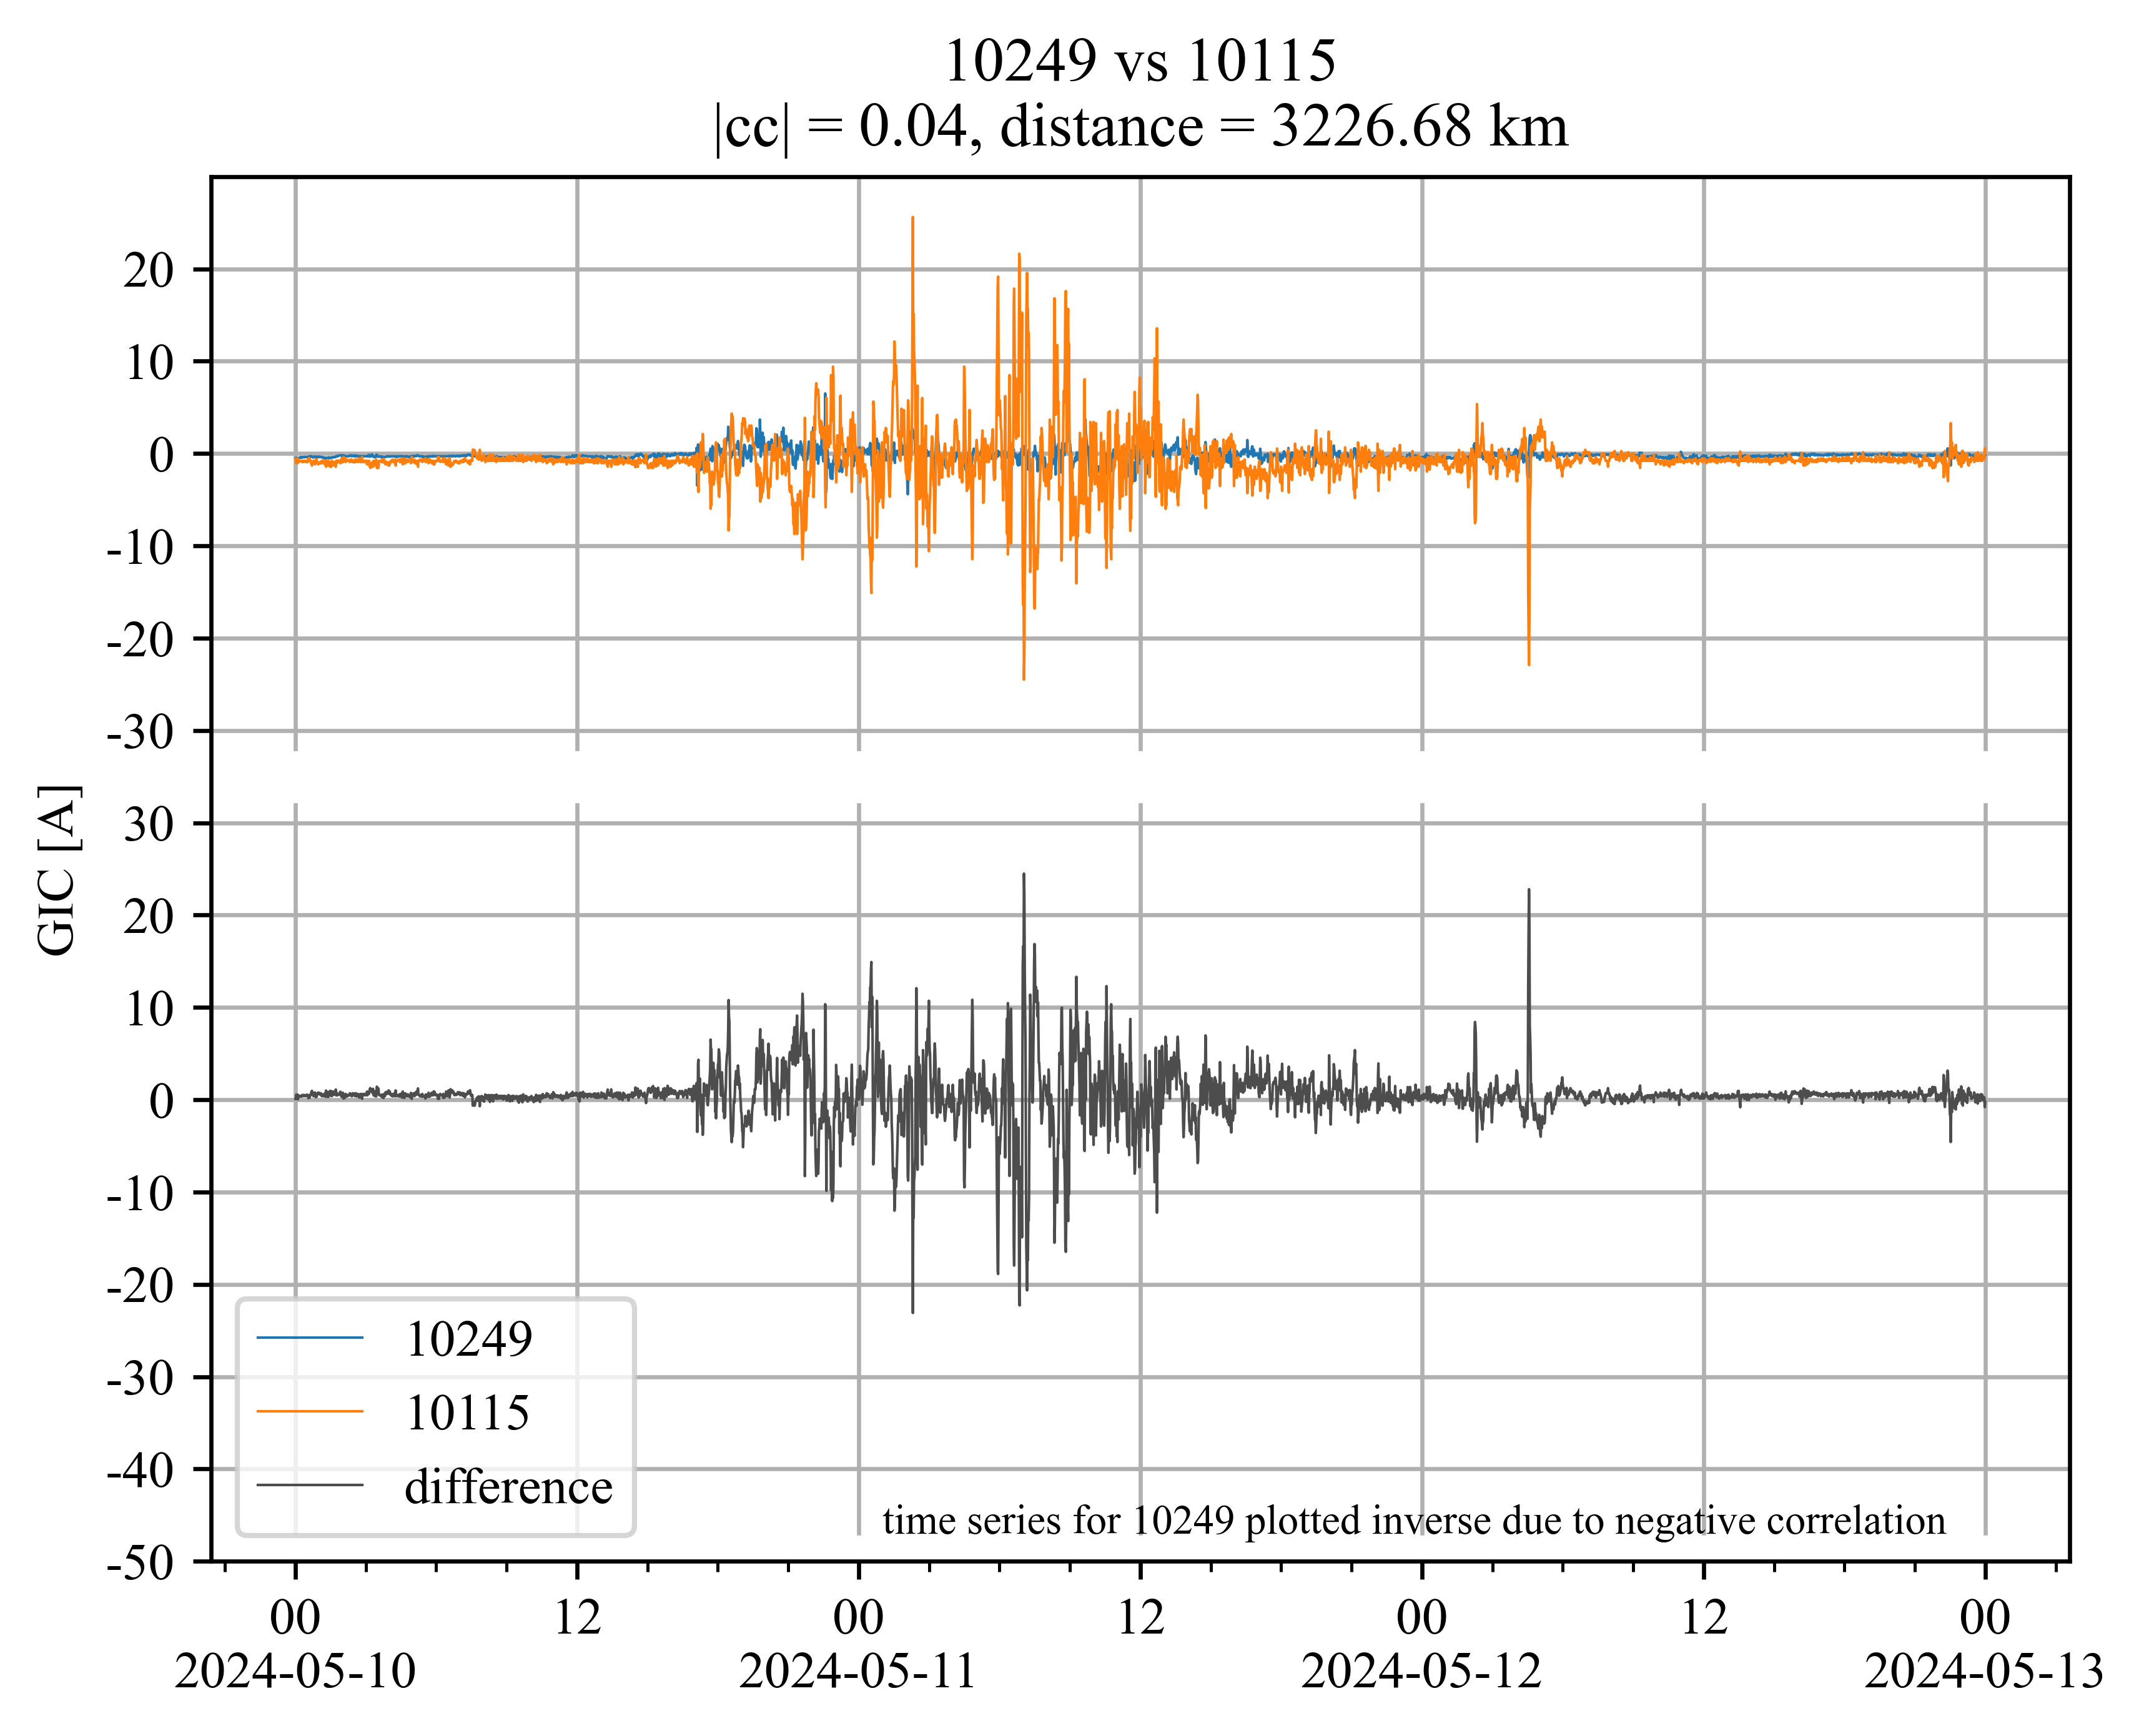 10249 vs 10115
|cc| = 0.04, distance = 3226.68 km
20
10
0
-10
-20
-30
30
20
10
0
-10
-20
-30
-40
-50
GIC [A]
10249
10115
difference
time series for 10249 plotted inverse due to negative correlation
00 12 00 12 00 12 00
2024-05-10 2024-05-11 2024-05-12 2024-05-13